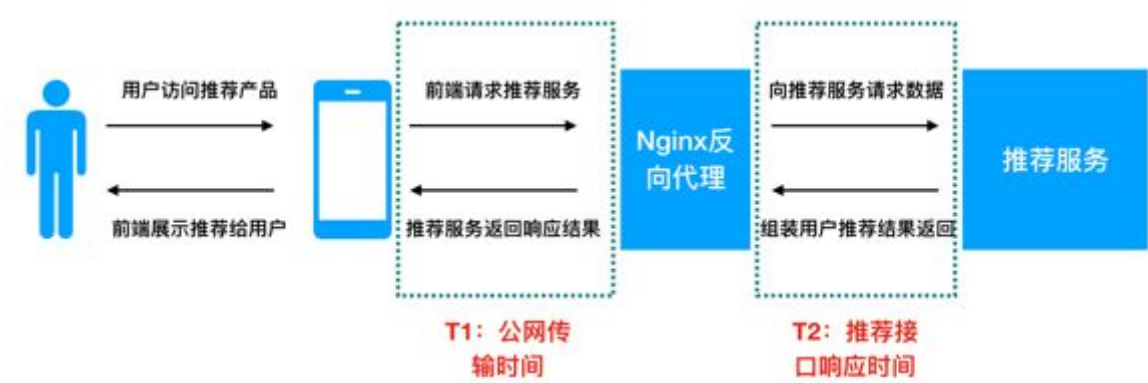 用户访问推荐产品
前端请求推荐服务
向推荐服务请求数据
Nginx反
向代理
推荐服务
前端展示推荐给用户
推荐服务返回响应结果
组装用户推荐结果返回
T1：公网传
输时间
T2：推荐接
口响应时间